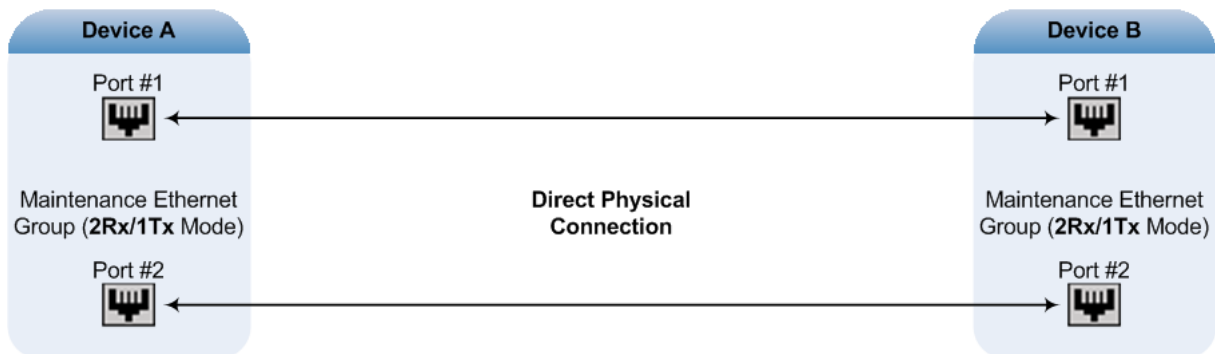 Device A
Port #1
Maintenance Ethernet
Group (2Rx/1Tx Mode)
Port #2
Direct Physical
Connection
Device B
Port #1
Maintenance Ethernet
Group (2Rx/1Tx Mode)
Port #2